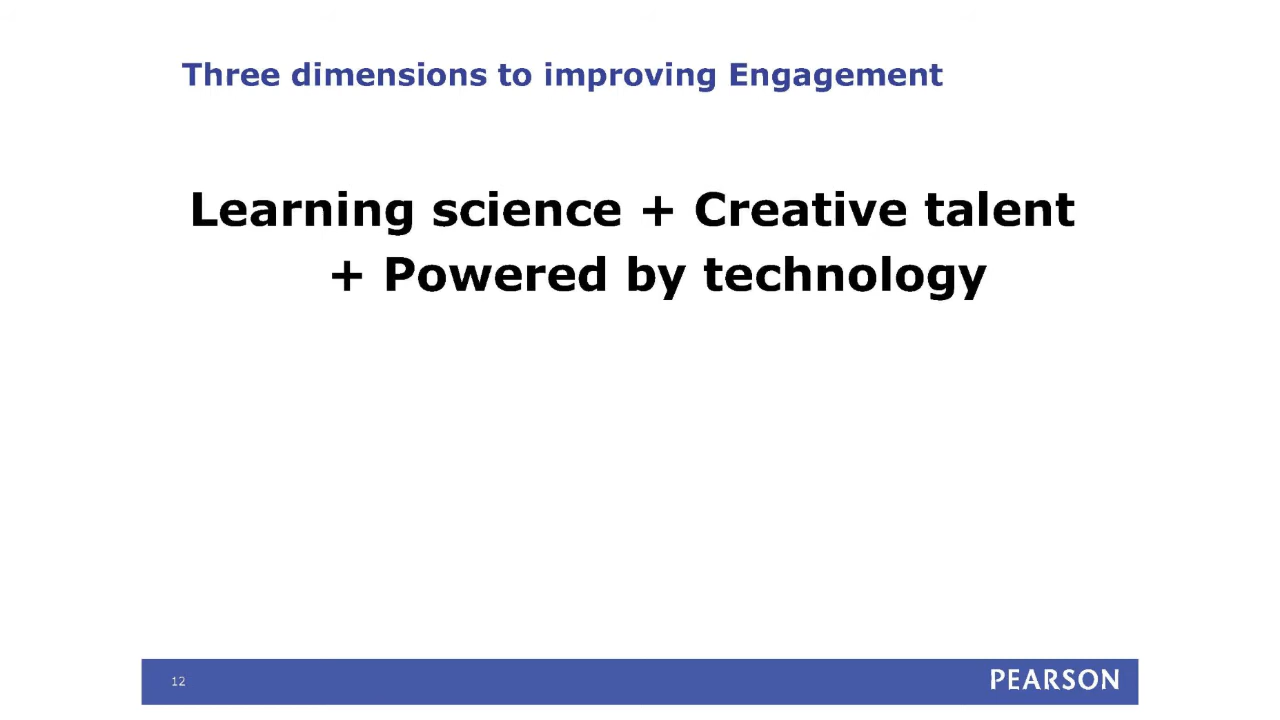 Three dimensions to improving Engagement
Learning science + Creative talent
+ Powered by technology
12
PEARSON